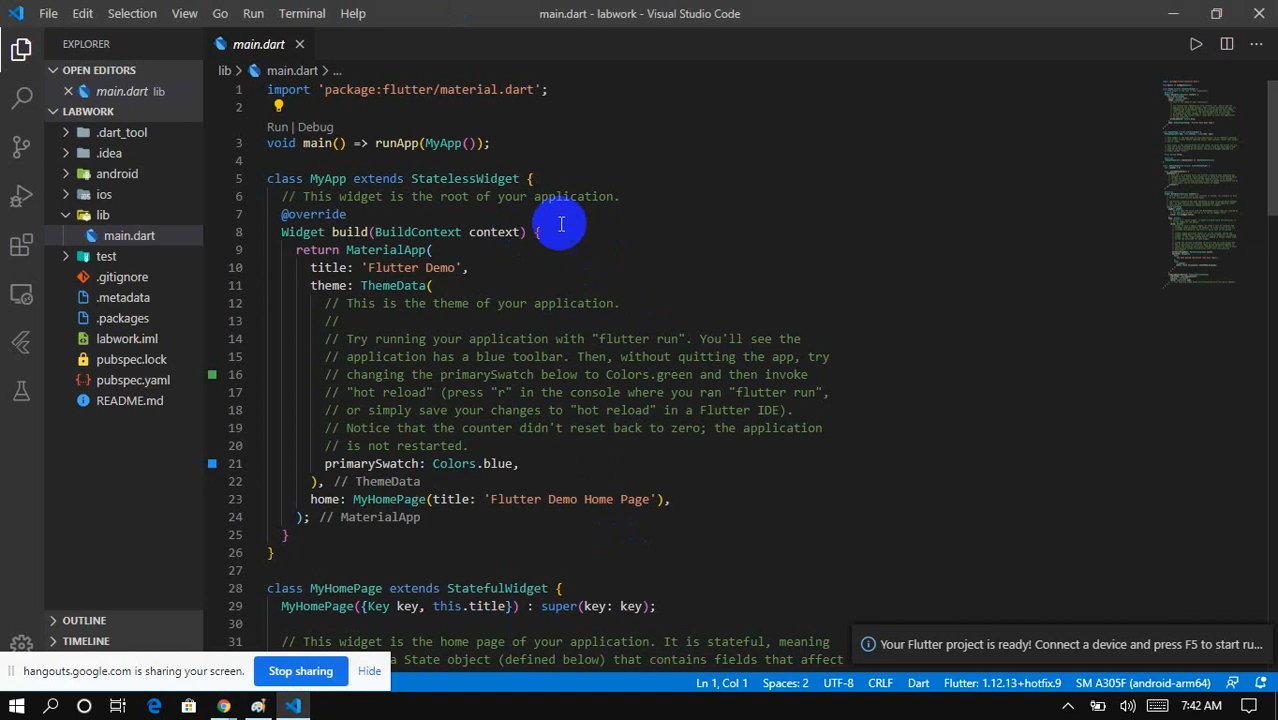 File Edit Selection View Go Run Terminal Help main.dart - labwork - Visual Studio Code
EXPLORER
main.dart
OPEN EDITORS
main.dart lib
LABWORK
.dart_tool
.idea
android
ios
lib
main.dart
test
.gitignore
.metadata
.packages
labwork.iml
pubspec.lock
pubspec.yaml
README.md
OUTLINE
TIMELINE
lib > main.dart > ...
1 import 'package:flutter/material.dart';
2
Run | Debug
3 void main() => runApp(MyApp());
4
5 class MyApp extends StatelessWidget {
6 // This widget is the root of your application.
7 @override
8 Widget build(BuildContext context) {
9 return MaterialApp(
10 title: 'Flutter Demo',
11 theme: ThemeData(
12 // This is the theme of your application.
13 //
14 // Try running your application with "flutter run". You'll see the
15 // application has a blue toolbar. Then, without quitting the app, try
16 // changing the primarySwatch below to Colors.green and then invoke
17 // "hot reload" (press "r" in the console where you ran "flutter run",
18 // or simply save your changes to "hot reload" in a Flutter IDE).
19 // Notice that the counter didn't reset back to zero; the application
20 // is not restarted.
21 primarySwatch: Colors.blue,
22 ), // ThemeData
23 home: MyHomePage(title: 'Flutter Demo Home Page'),
24 ); // MaterialApp
25 }
26 }
27
28 class MyHomePage extends StatefulWidget {
29 MyHomePage({Key key, this.title}) : super(key: key);
30
31 // This widget is the home page of your application. It is stateful, meaning
a State object (defined below) that contains fields that affect
Your Flutter project is ready! Connect a device and press F5 to start ru...
hangouts.google.com is sharing your screen. Stop sharing Hide
Ln 1, Col 1 Spaces: 2 UTF-8 CRLF Dart Flutter: 1.12.13+hotfix.9 SM A305F (android-arm64)
7:42 AM